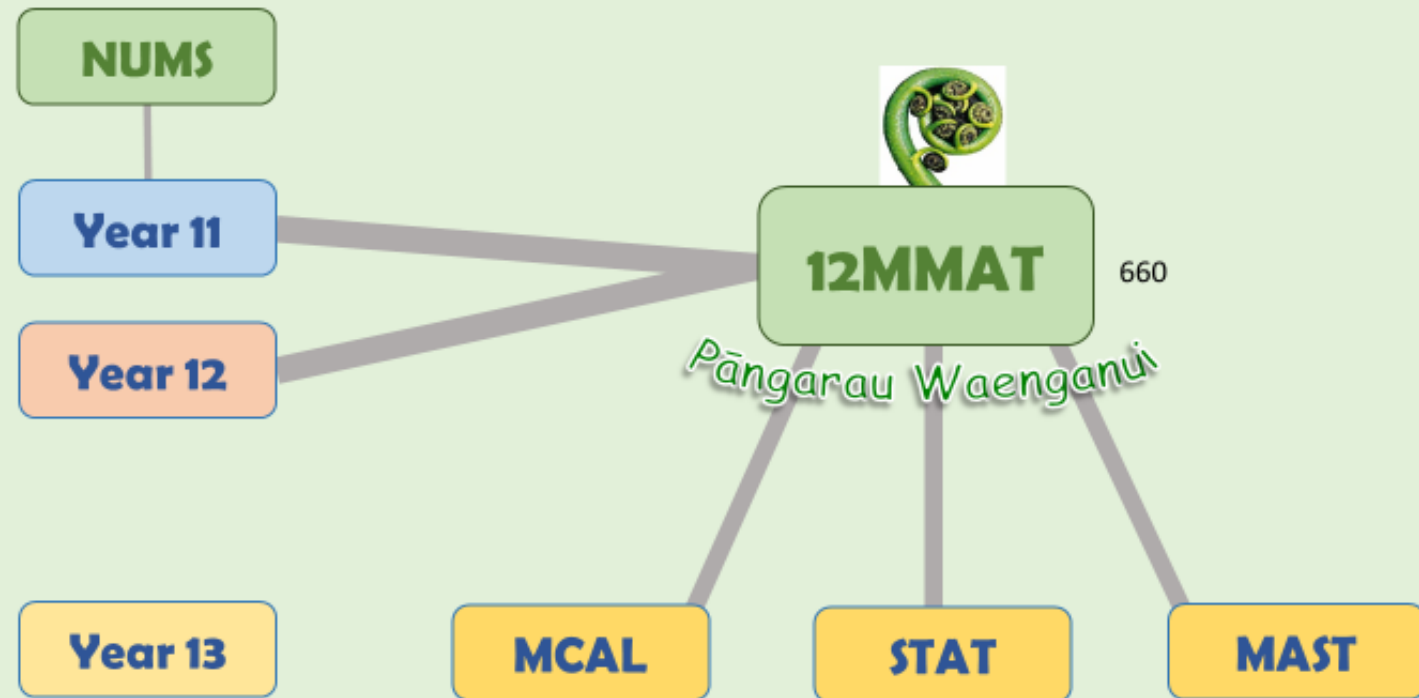 NUMS
Year 11
12MMAT
660
Year 12
Pāngarau Waenganui
Year 13
MCAL
STAT
MAST